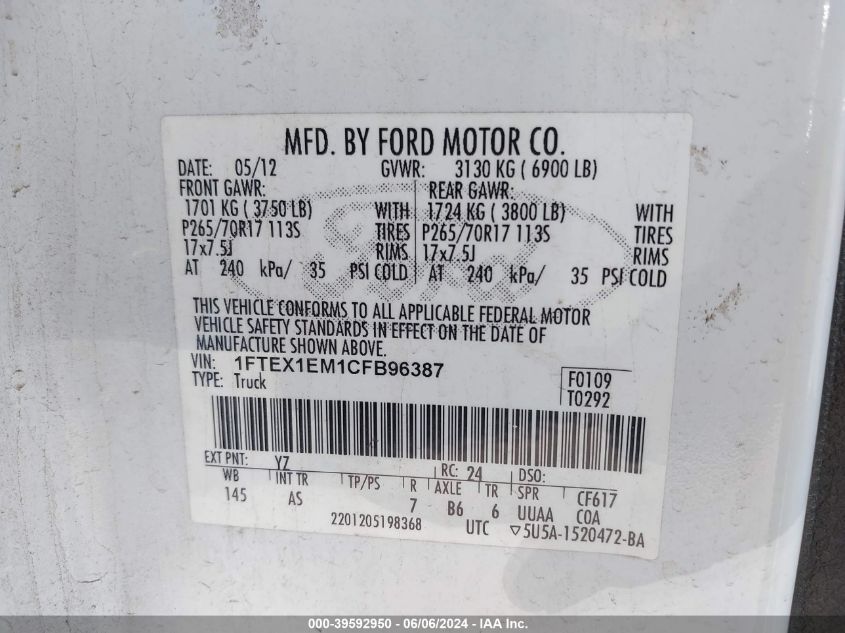 MFD. BY FORD MOTOR CO.
DATE: 05/12 GVWR: 3130 KG ( 6900 LB)
FRONT GAWR: REAR GAWR:
1701 KG ( 3750 LB) WITH 1724 KG ( 3800 LB) WITH
P265/70R17 113S TIRES P265/70R17 113S TIRES
17x7.5J RIMS 17x7.5J RIMS
AT 240 kPa/ 35 PSI COLD AT 240 kPa/ 35 PSI COLD
THIS VEHICLE CONFORMS TO ALL APPLICABLE FEDERAL MOTOR
VEHICLE SAFETY STANDARDS IN EFFECT ON THE DATE OF
MANUFACTURE SHOWN ABOVE.
VIN: 1FTEX1EM1CFB96387 F0109
TYPE: Truck T0292
EXT PNT: YZ RC: 24 DSO:
WB INT TR TP/PS R AXLE TR SPR CF617
145 AS 7 B6 6 UUAA COA
2201205198368 UTC ▽5U5A-1520472-BA
000-39592950 - 06/06/2024 - IAA Inc.